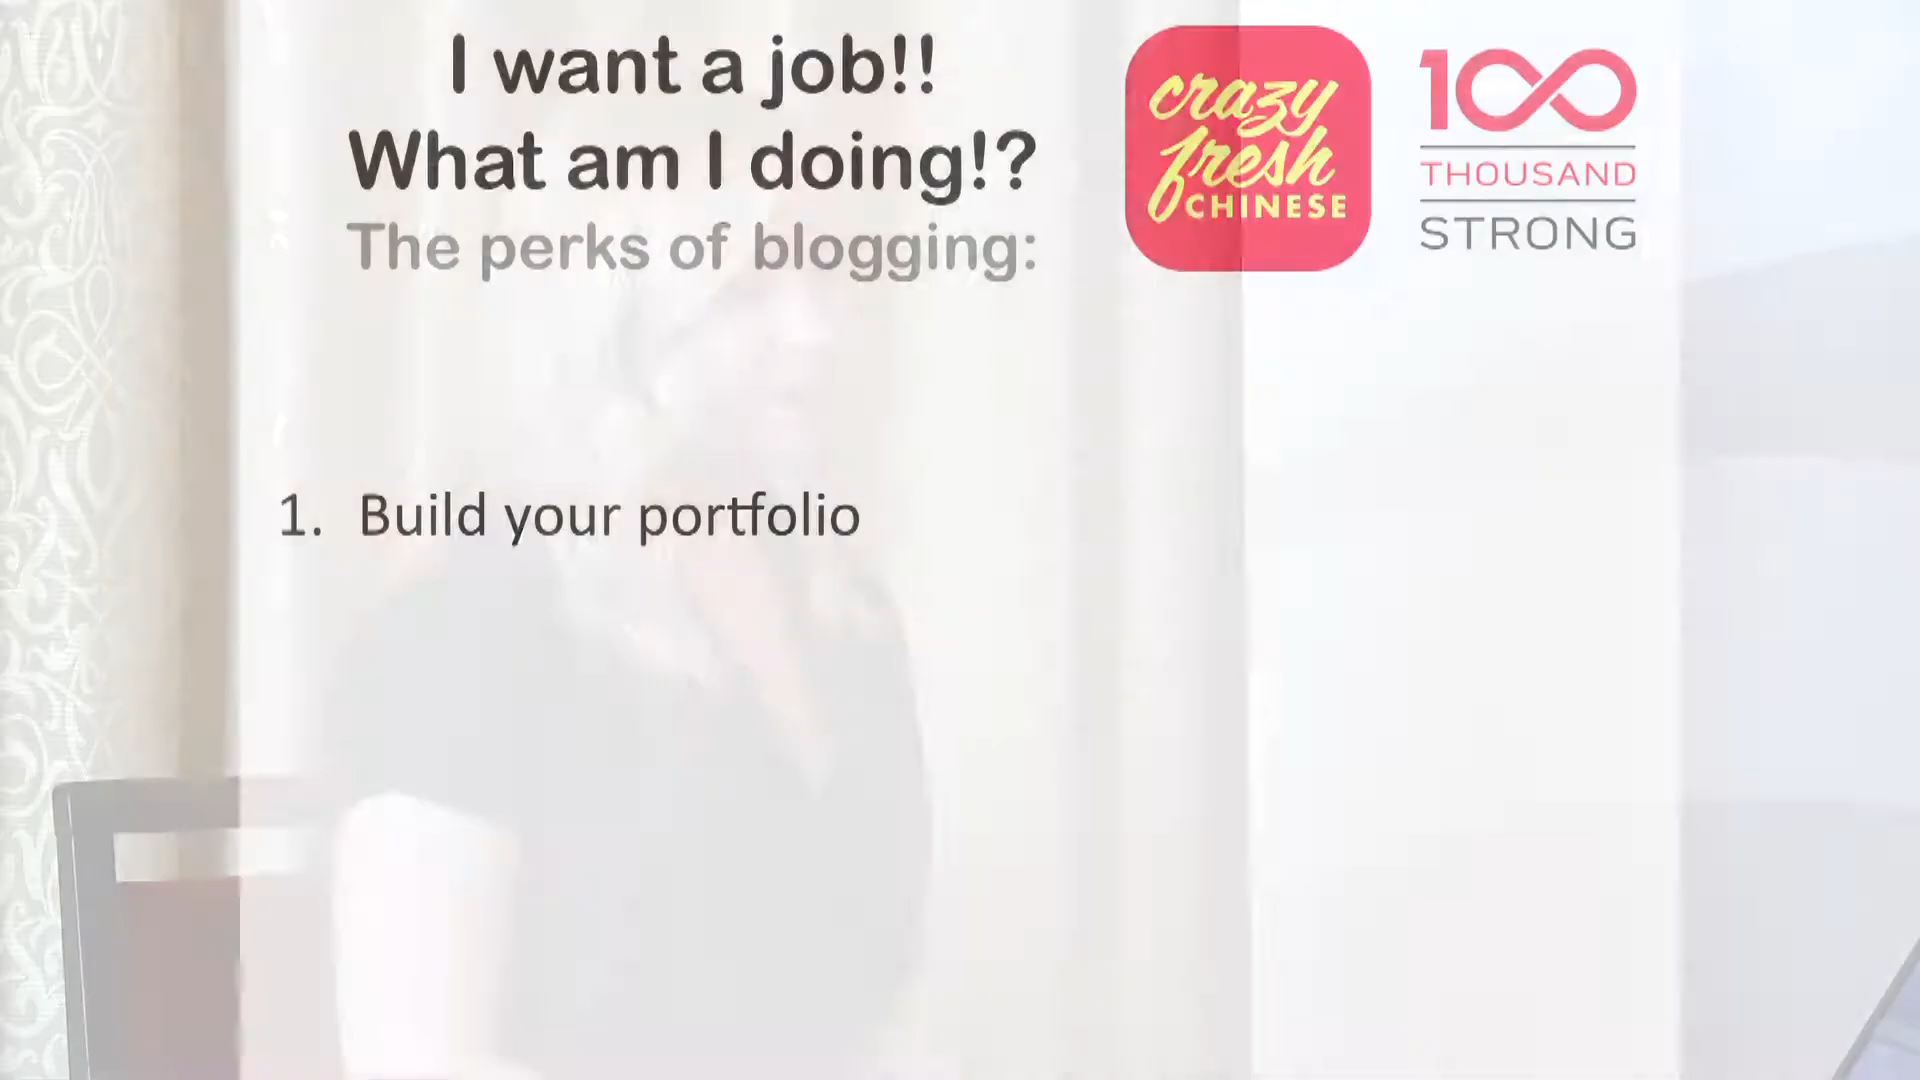 I want a job!!
What am I doing!?
The perks of blogging:
crazy
fresh
CHINESE
100
THOUSAND
STRONG
1. Build your portfolio